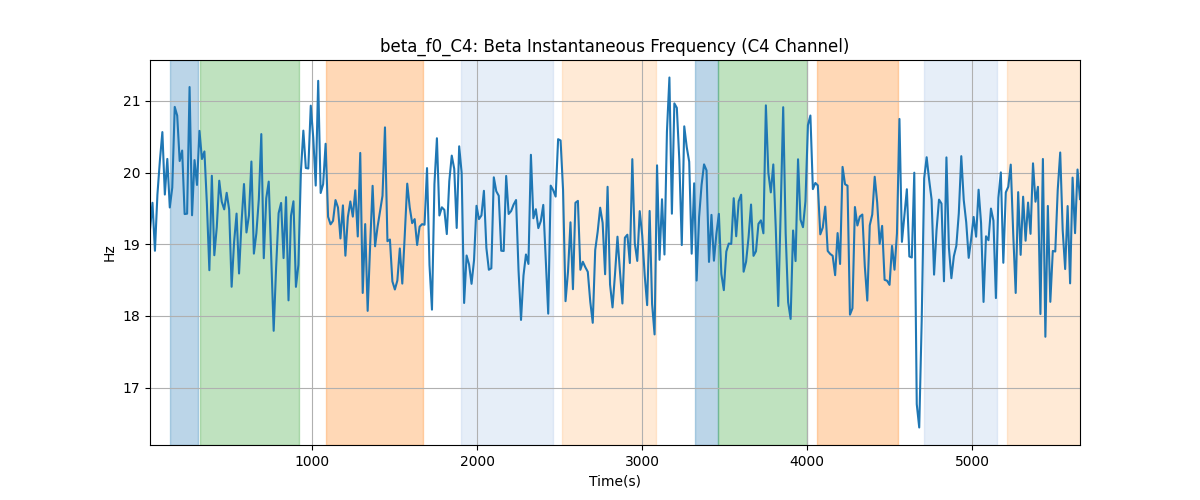 beta_f0_C4: Beta Instantaneous Frequency (C4 Channel)
21
20
19
18
17
Hz
1000 2000 3000 4000 5000
Time(s)